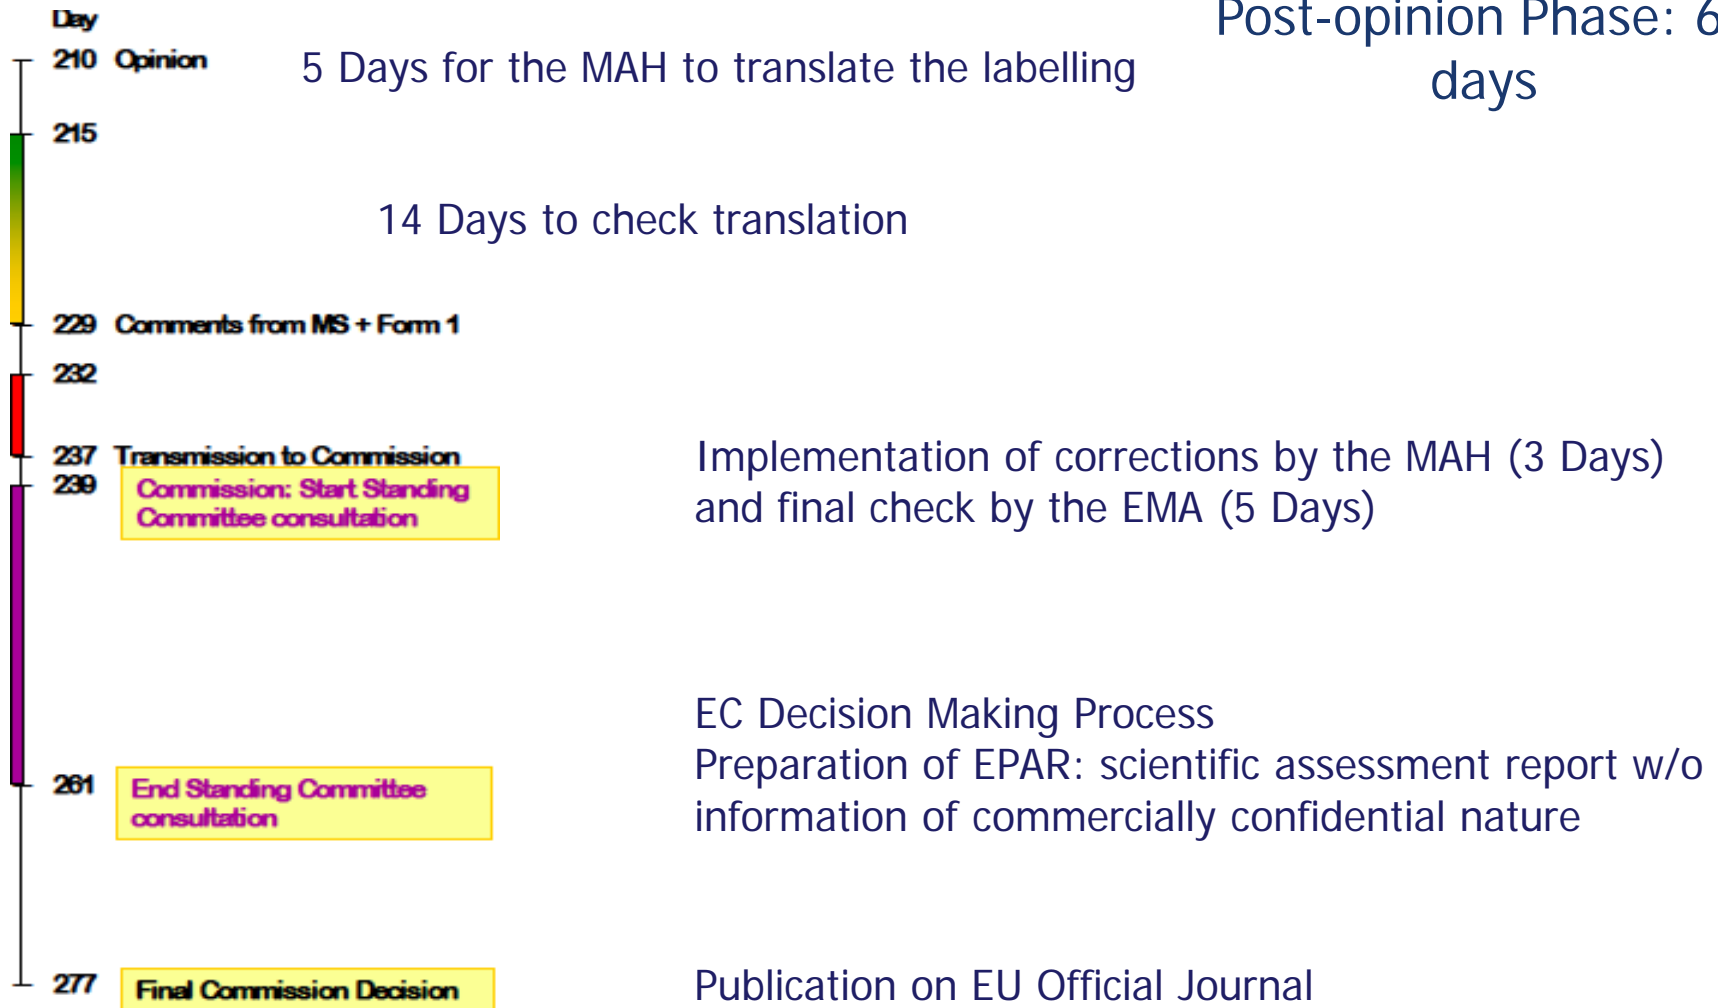 Post-opinion Phase: 6
days
Day
210 Opinion
5 Days for the MAH to translate the labelling
215
14 Days to check translation
229 Comments from MS + Form 1
232
237 Transmission to Commission
239
Commission: Start Standing
Committee consultation
Implementation of corrections by the MAH (3 Days)
and final check by the EMA (5 Days)
EC Decision Making Process
Preparation of EPAR: scientific assessment report w/o
information of commercially confidential nature
261
End Standing Committee
consultation
277
Final Commission Decision
Publication on EU Official Journal